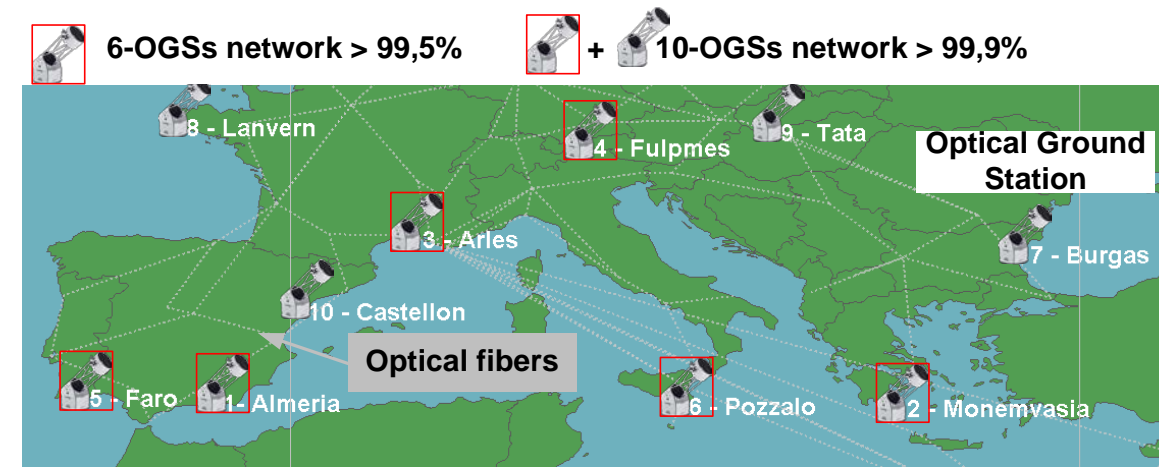 6-OGSs network > 99,5%
+ 10-OGSs network > 99,9%
8 - Lanvern
4 - Fulpmes
9 - Tata
Optical Ground
Station
3 - Arles
7 - Burgas
10 - Castellon
Optical fibers
5 - Faro
1- Almeria
6 - Pozzalo
2 - Monemvasia